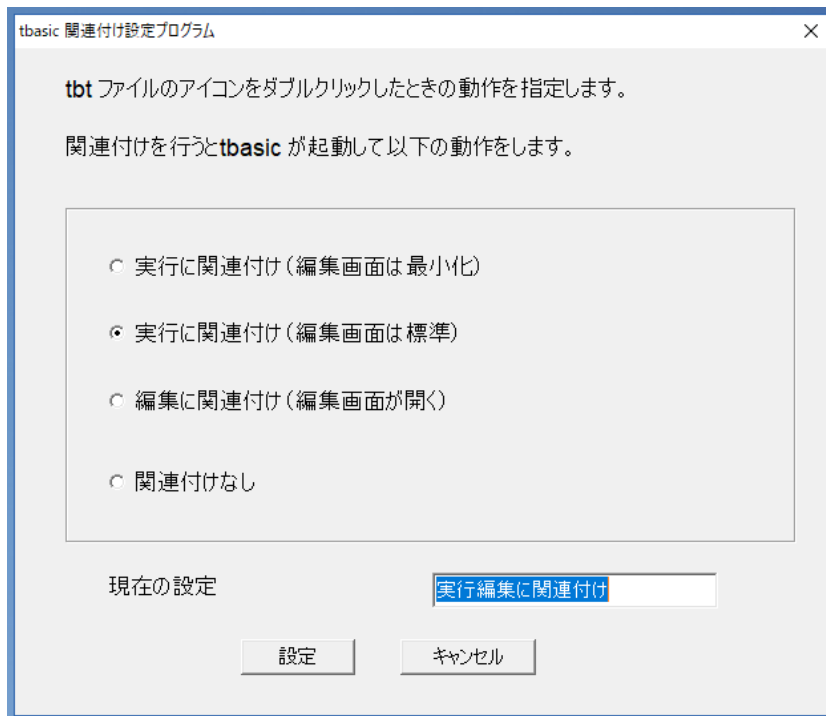 tbasic 関連付け設定プログラム
tbt ファイルのアイコンをダブルクリックしたときの動作を指定します。
関連付けを行うとtbasic が起動して以下の動作をします。
実行に関連付け（編集画面は最小化）
実行に関連付け（編集画面は標準）
編集に関連付け（編集画面が開く）
関連付けなし
現在の設定 実行編集に関連付け
設定 キャンセル